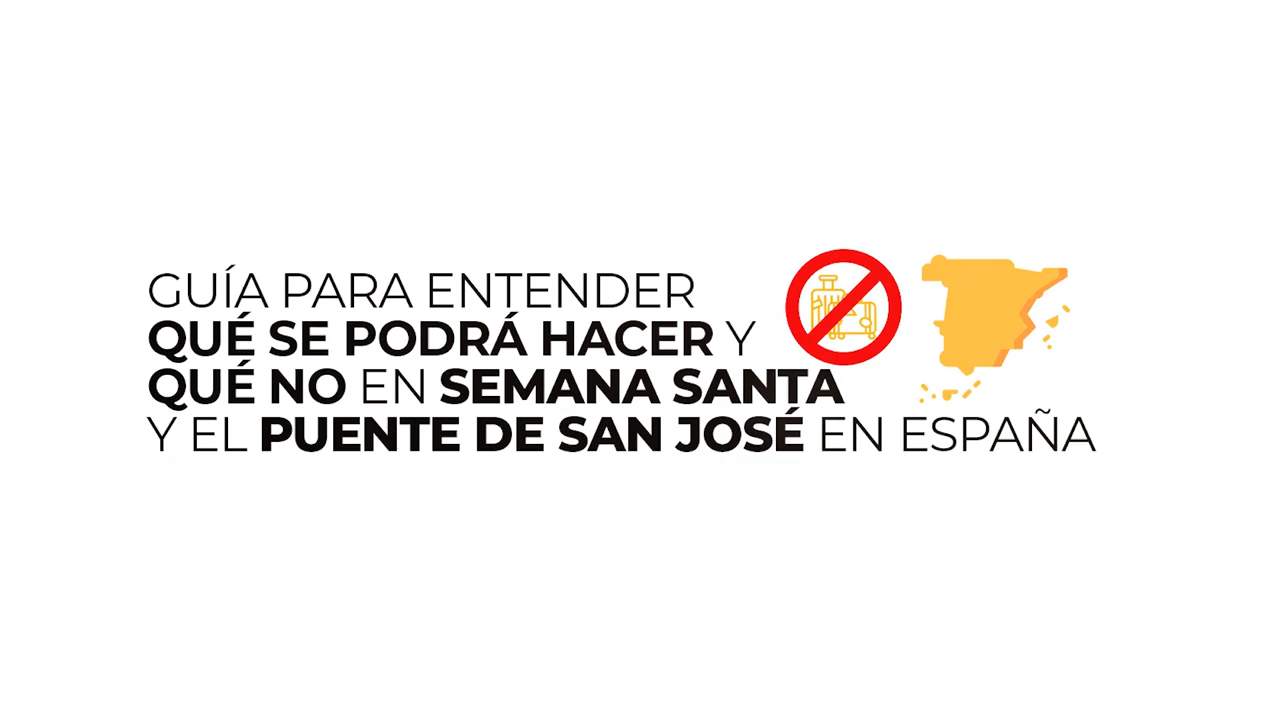 GUÍA PARA ENTENDER
QUÉ SE PODRÁ HACER Y
QUÉ NO EN SEMANA SANTA
Y EL PUENTE DE SAN JOSÉ EN ESPAÑA